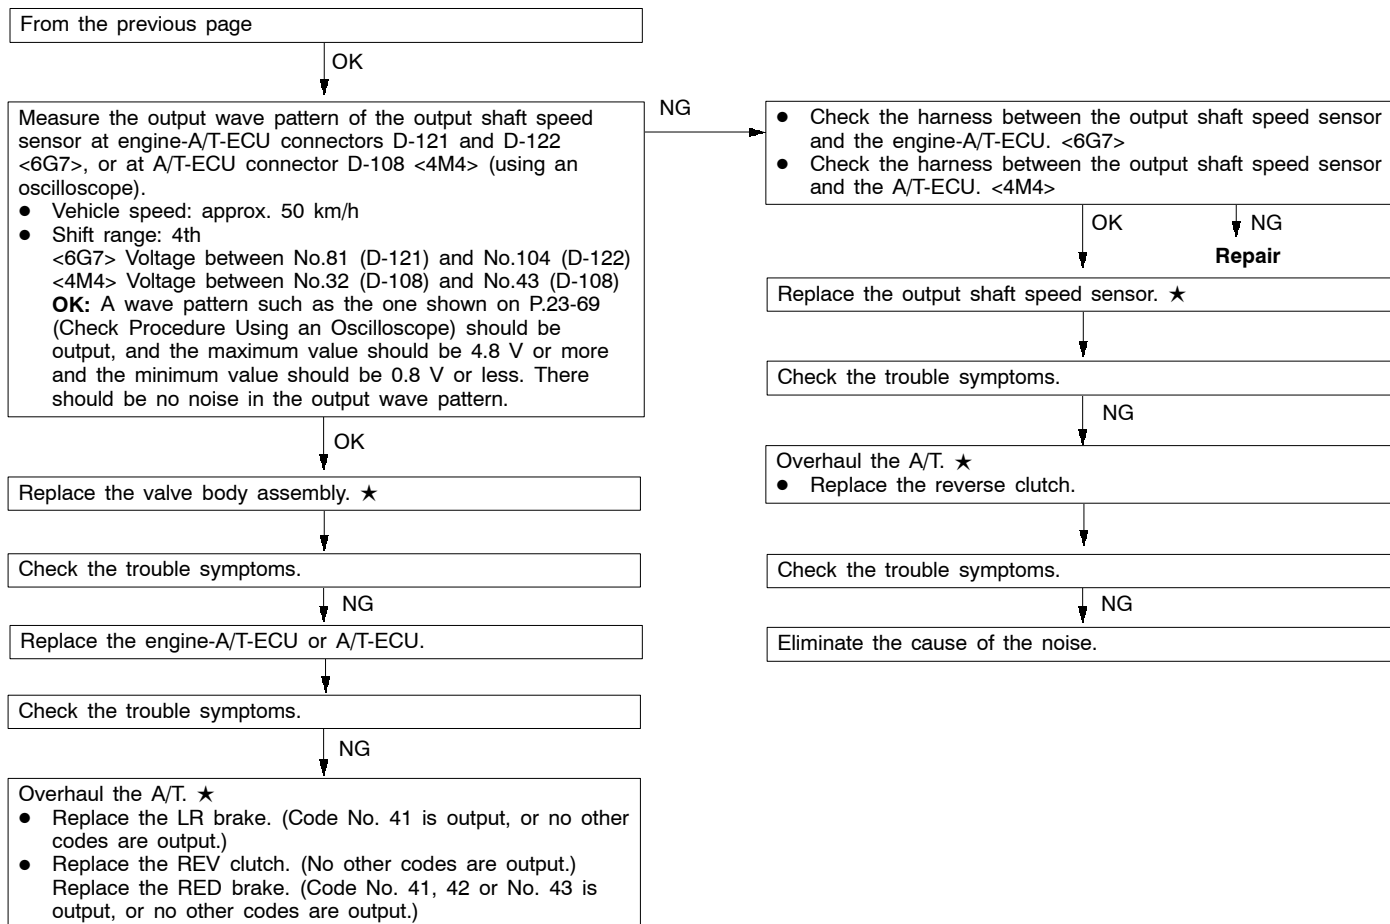 From the previous page
OK
Measure the output wave pattern of the output shaft speed
sensor at engine-A/T-ECU connectors D-121 and D-122
<6G7>, or at A/T-ECU connector D-108 <4M4> (using an
oscilloscope).
● Vehicle speed: approx. 50 km/h
● Shift range: 4th
<6G7> Voltage between No.81 (D-121) and No.104 (D-122)
<4M4> Voltage between No.32 (D-108) and No.43 (D-108)
OK: A wave pattern such as the one shown on P.23-69
(Check Procedure Using an Oscilloscope) should be
output, and the maximum value should be 4.8 V or more
and the minimum value should be 0.8 V or less. There
should be no noise in the output wave pattern.
OK
Replace the valve body assembly. ★
Check the trouble symptoms.
NG
Replace the engine-A/T-ECU or A/T-ECU.
Check the trouble symptoms.
NG
Overhaul the A/T. ★
● Replace the LR brake. (Code No. 41 is output, or no other
codes are output.)
● Replace the REV clutch. (No other codes are output.)
Replace the RED brake. (Code No. 41, 42 or No. 43 is
output, or no other codes are output.)
NG
● Check the harness between the output shaft speed sensor
and the engine-A/T-ECU. <6G7>
● Check the harness between the output shaft speed sensor
and the A/T-ECU. <4M4>
OK
NG
Repair
Replace the output shaft speed sensor. ★
Check the trouble symptoms.
NG
Overhaul the A/T. ★
● Replace the reverse clutch.
Check the trouble symptoms.
NG
Eliminate the cause of the noise.